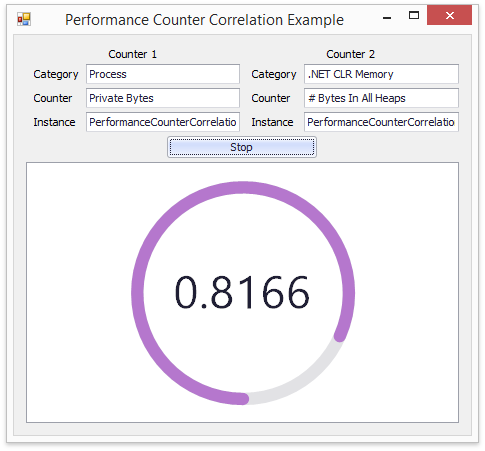 Performance Counter Correlation Example
Counter 1 Counter 2
Category Process Category .NET CLR Memory
Counter Private Bytes Counter # Bytes In All Heaps
Instance PerformanceCounterCorrelatio Instance PerformanceCounterCorrelation
Stop
0.8166